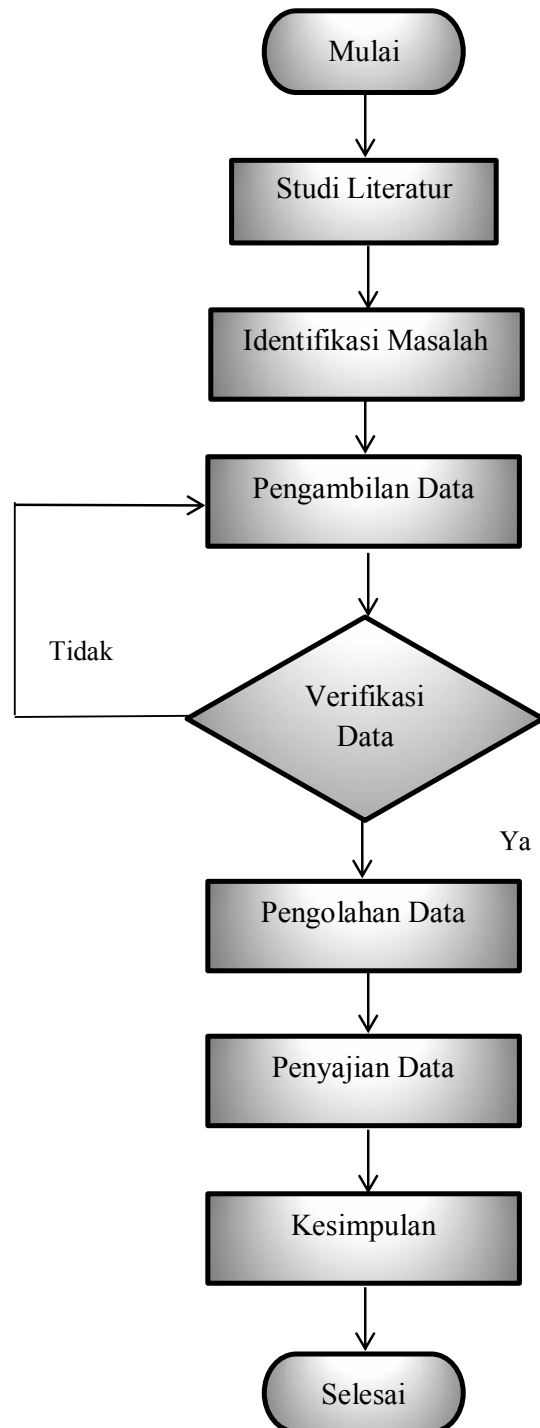 Mulai
Studi Literatur
Identifikasi Masalah
Pengambilan Data
Tidak
Verifikasi
Data
Ya
Pengolahan Data
Penyajian Data
Kesimpulan
Selesai